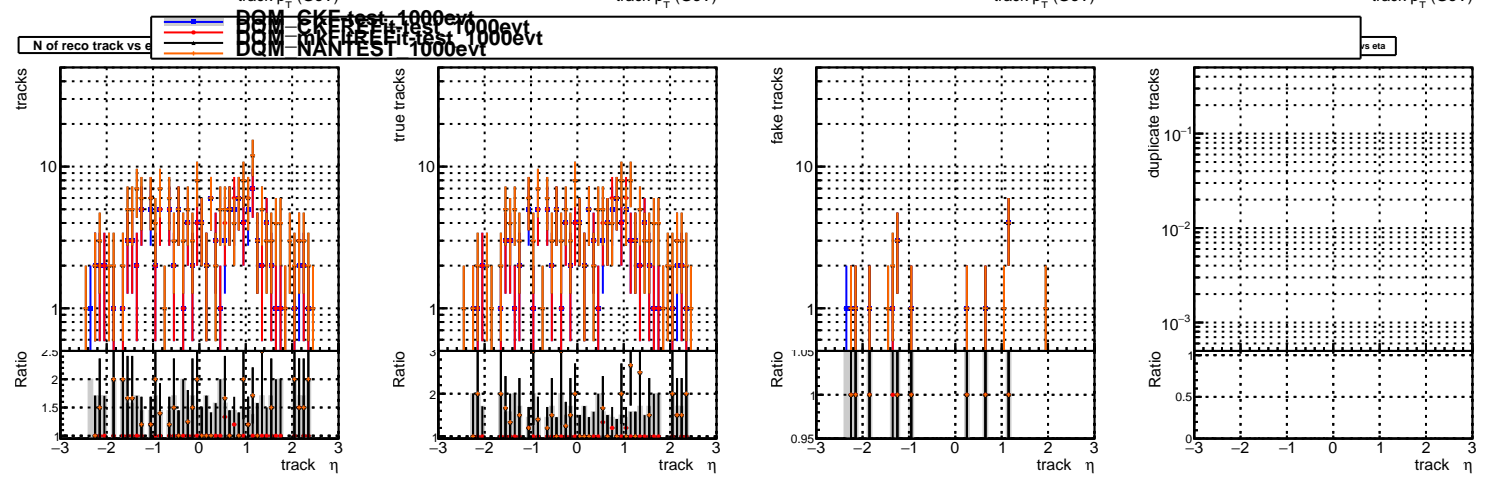 DQM_CKF-test_1000evt
DQM_CKFREFit-test_1000evt
DQM_mkFitREFit-test_1000evt
DQM_NANTEST_1000evt
N of reco track vs e
vs eta
tracks
10
1
Ratio
2.5
2
1.5
1
−3 −2 −1 0 1 2 3
track η
true tracks
10
1
Ratio
3
2
1
−3 −2 −1 0 1 2 3
track η
fake tracks
10
1
Ratio
1.05
1
0.95
−3 −2 −1 0 1 2 3
track η
duplicate tracks
10⁻¹
10⁻²
10⁻³
Ratio
1
0.5
0
−3 −2 −1 0 1 2 3
track η